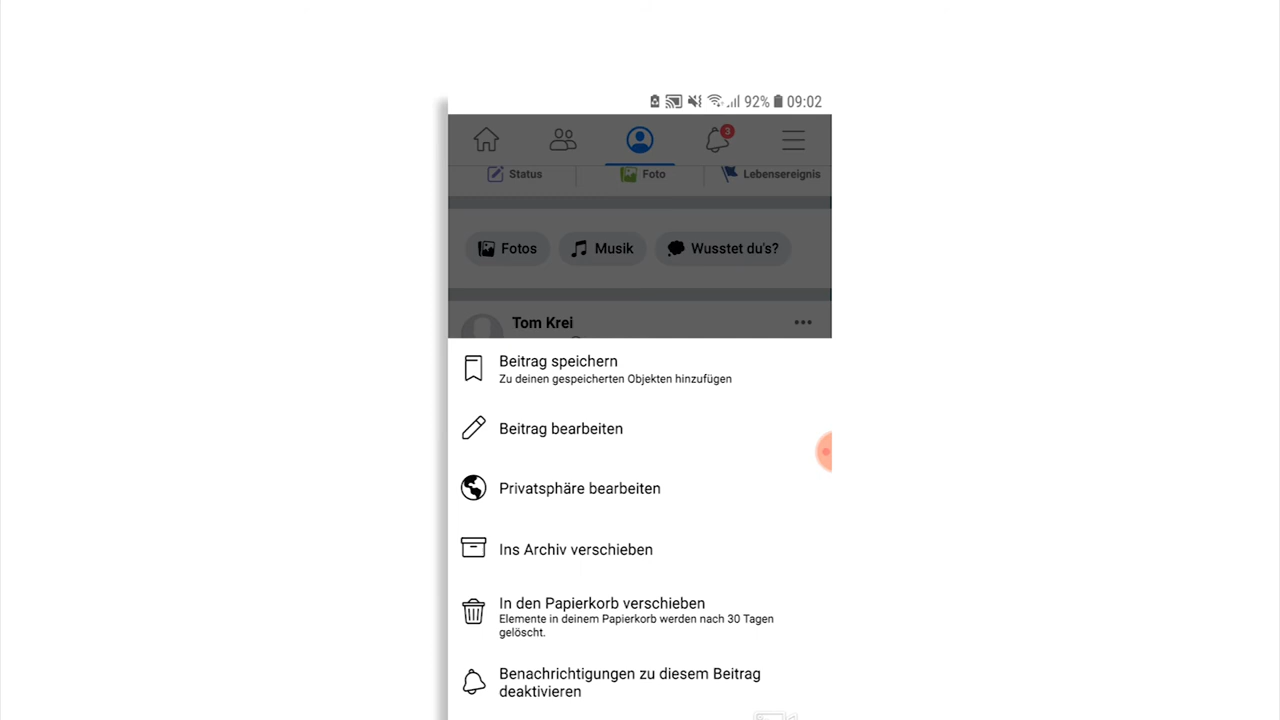 92% 09:02
3
Status Foto Lebensereignis
Fotos Musik Wusstet du's?
Tom Krei
Beitrag speichern
Zu deinen gespeicherten Objekten hinzufügen
Beitrag bearbeiten
Privatsphäre bearbeiten
Ins Archiv verschieben
In den Papierkorb verschieben
Elemente in deinem Papierkorb werden nach 30 Tagen
gelöscht.
Benachrichtigungen zu diesem Beitrag
deaktivieren